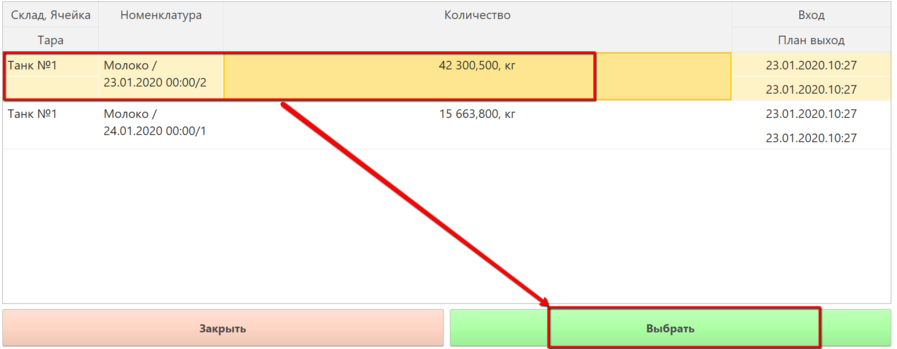 Склад, Ячейка Номенклатура Количество Вход
Тара План выход
Танк №1 Молоко / 42 300,500, кг 23.01.2020.10:27
23.01.2020 00:00/2 23.01.2020.10:27
Танк №1 Молоко / 15 663,800, кг 23.01.2020.10:27
24.01.2020 00:00/1 23.01.2020.10:27
Закрыть Выбрать